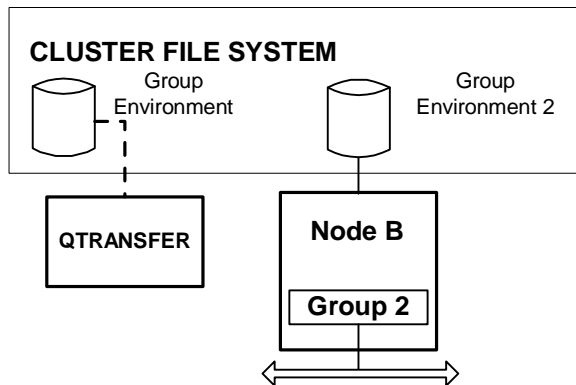 CLUSTER FILE SYSTEM
Group
Environment
Group
Environment 2
QTRANSFER
Node B
Group 2